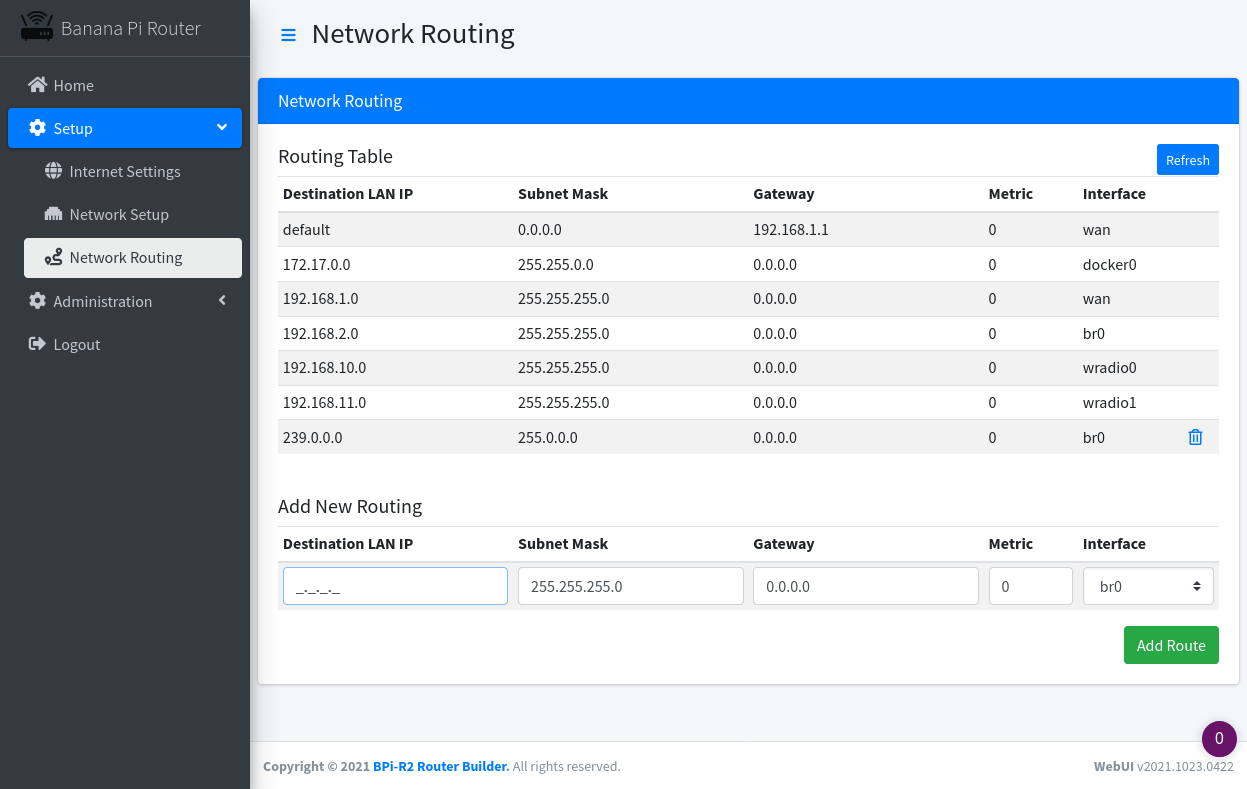 Banana Pi Router
Network Routing
Home
Setup
Internet Settings
Network Setup
Network Routing
Administration
Logout
Network Routing
Routing Table
Refresh
Destination LAN IP Subnet Mask Gateway Metric Interface
default 0.0.0.0 192.168.1.1 0 wan
172.17.0.0 255.255.0.0 0.0.0.0 0 docker0
192.168.1.0 255.255.255.0 0.0.0.0 0 wan
192.168.2.0 255.255.255.0 0.0.0.0 0 br0
192.168.10.0 255.255.255.0 0.0.0.0 0 wradio0
192.168.11.0 255.255.255.0 0.0.0.0 0 wradio1
239.0.0.0 255.0.0.0 0.0.0.0 0 br0
Add New Routing
Destination LAN IP Subnet Mask Gateway Metric Interface
_._._._ 255.255.255.0 0.0.0.0 0 br0
Add Route
0
Copyright © 2021 BPi-R2 Router Builder. All rights reserved.
WebUI v2021.1023.0422